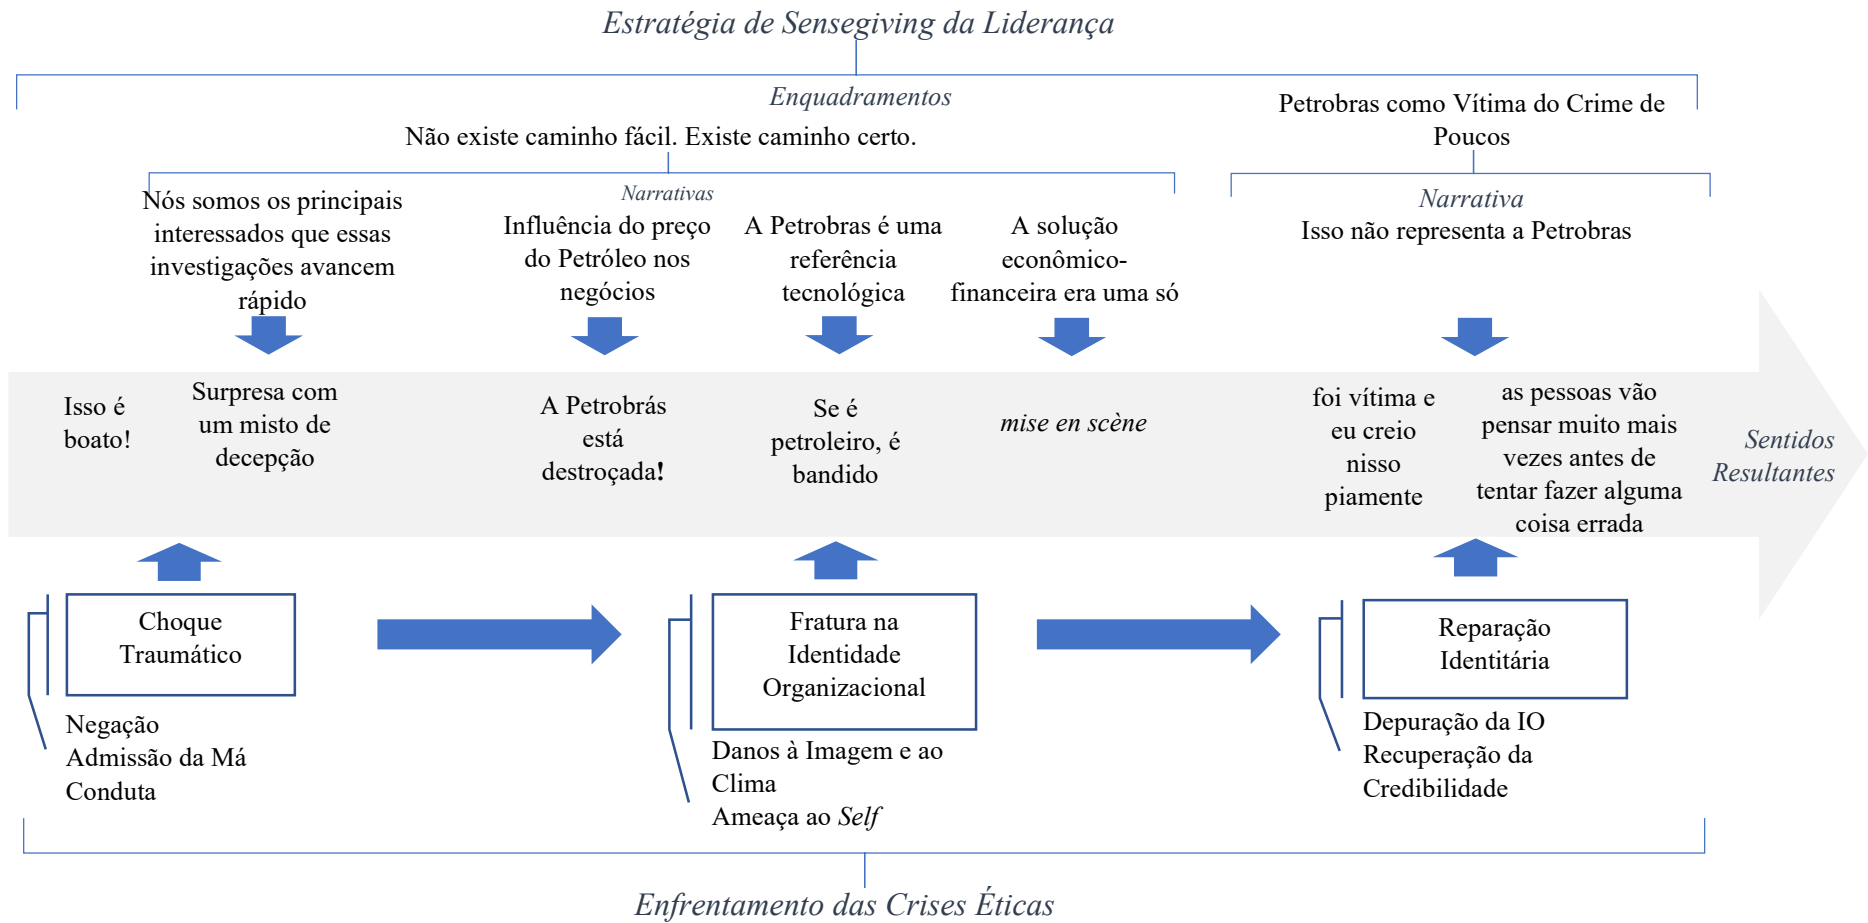 Estratégia de Sensegiving da Liderança
Enquadramentos
Não existe caminho fácil. Existe caminho certo.
Petrobras como Vítima do Crime de
Poucos
Narrativas
Nós somos os principais
interessados que essas
investigações avancem
rápido
Influência do preço
do Petróleo nos
negócios
A Petrobras é uma
referência
tecnológica
A solução
econômico-
financeira era uma só
Narrativa
Isso não representa a Petrobras
Isso é
boato!
Surpresa com
um misto de
decepção
A Petrobrás
está
destroçada!
Se é
petroleiro, é
bandido
mise en scène
foi vítima e
eu creio
nisso
piamente
as pessoas vão
pensar muito mais
vezes antes de
tentar fazer alguma
coisa errada
Sentidos
Resultantes
Choque
Traumático
Negação
Admissão da Má
Conduta
Fratura na
Identidade
Organizacional
Danos à Imagem e ao
Clima
Ameaça ao Self
Reparação
Identitária
Depuração da IO
Recuperação da
Credibilidade
Enfrentamento das Crises Éticas